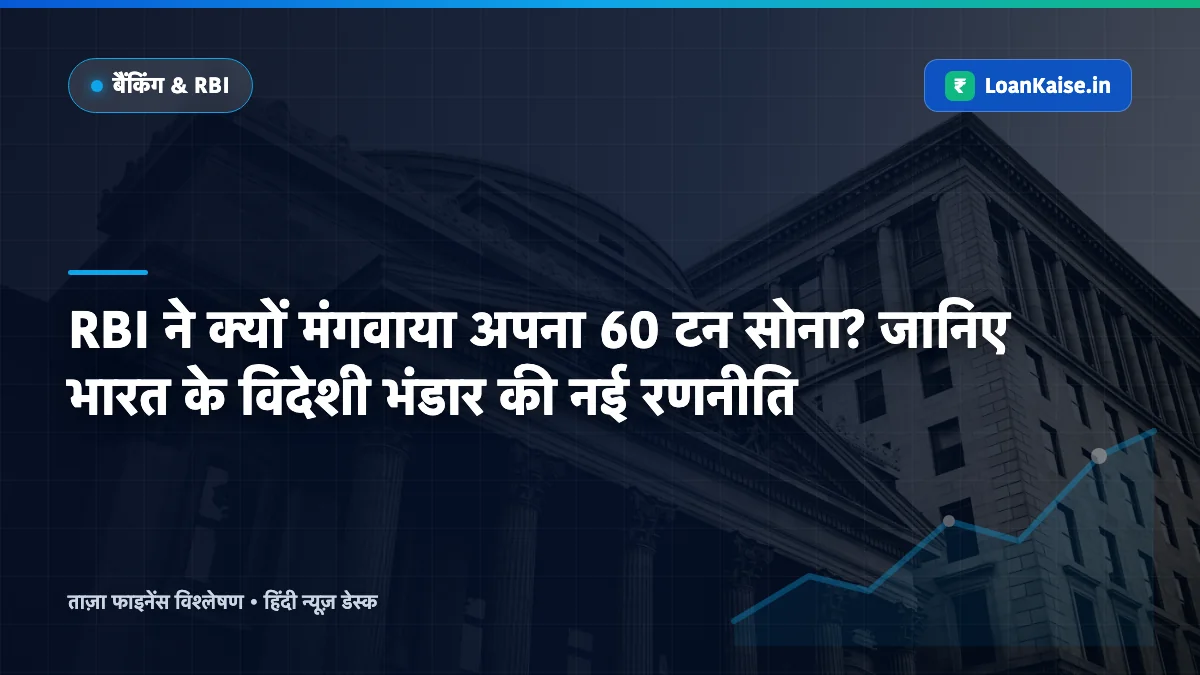 बैंकिंग & RBI
₹ LoanKaise.in
RBI ने क्यों मंगवाया अपना 60 टन सोना? जानिए
भारत के विदेशी भंडार की नई रणनीति
ताज़ा फाइनेंस विश्लेषण • हिंदी न्यूज़ डेस्क